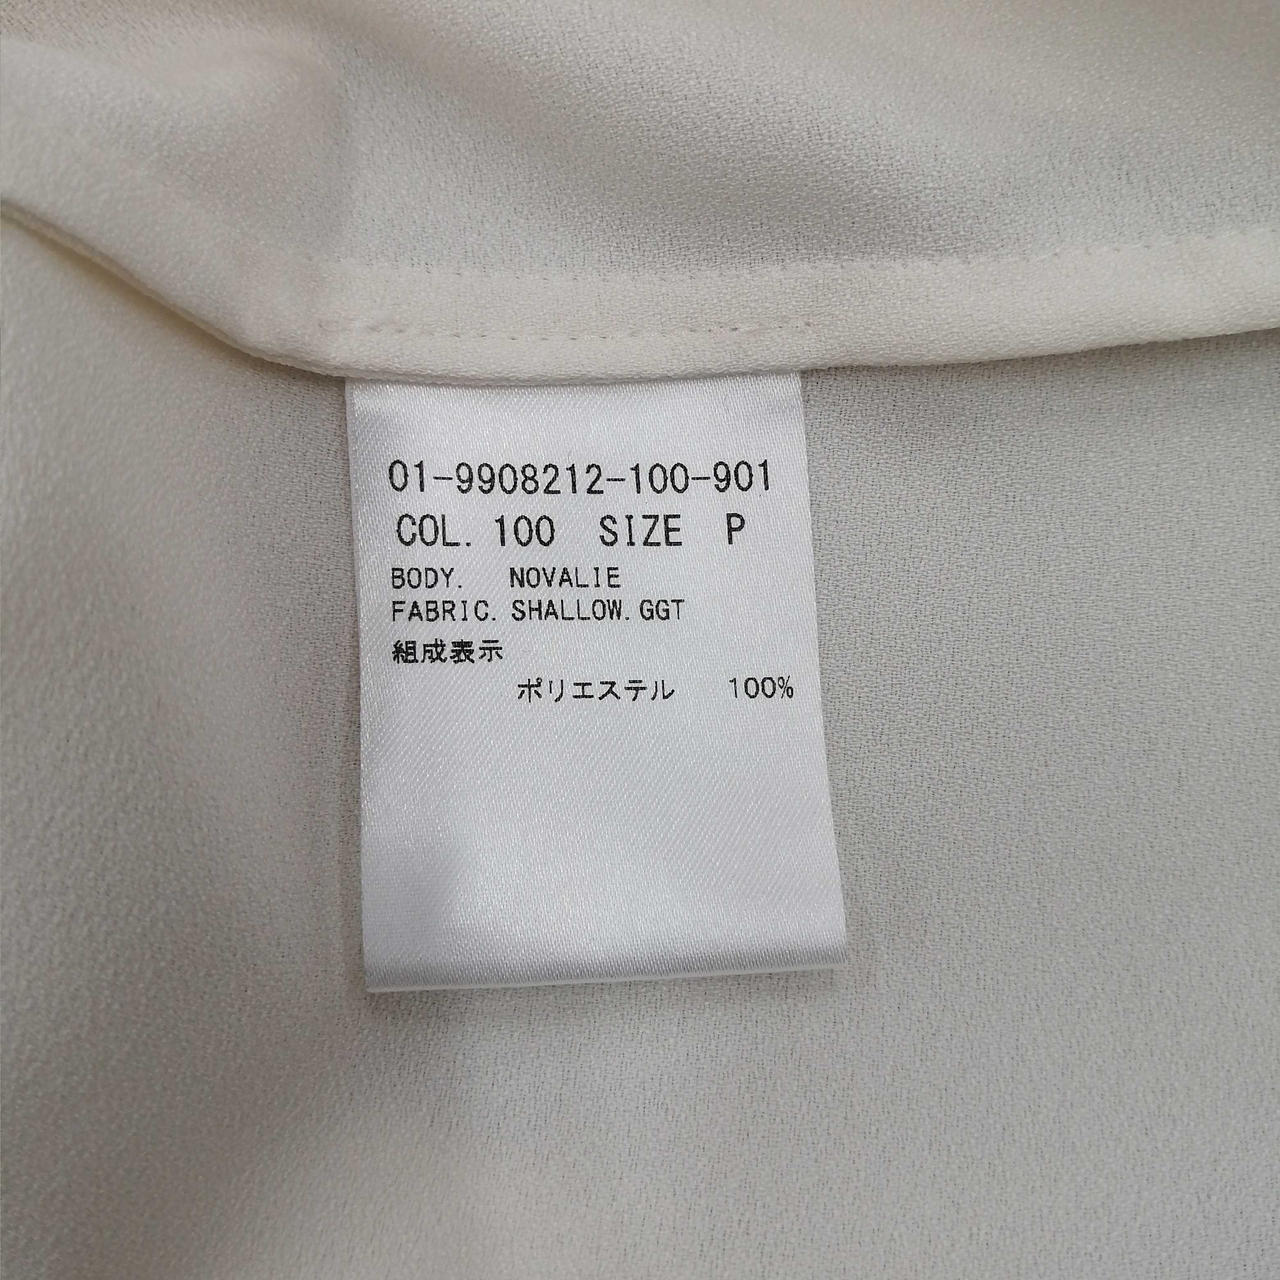 01-9908212-100-901
COL. 100 SIZE P
BODY. NOVALIE
FABRIC. SHALLOW. GGT
組成表示
ポリエステル 100%